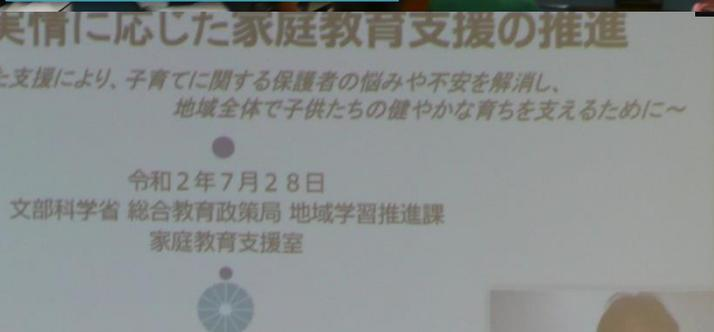 実情に応じた家庭教育支援の推進
た支援により、子育てに関する保護者の悩みや不安を解消し、
地域全体で子供たちの健やかな育ちを支えるために～
令和２年７月２８日
文部科学省 総合教育政策局 地域学習推進課
家庭教育支援室